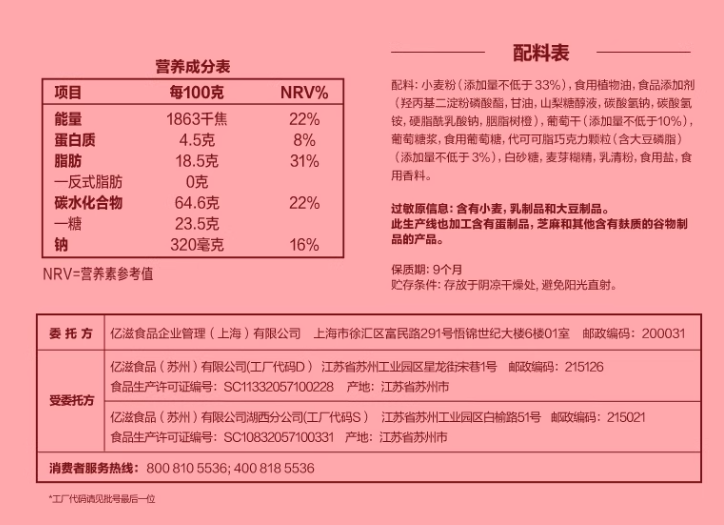 营养成分表
项目 每100克 NRV%
能量 1863千焦 22%
蛋白质 4.5克 8%
脂肪 18.5克 31%
—反式脂肪 0克
碳水化合物 64.6克 22%
—糖 23.5克
钠 320毫克 16%
NRV=营养素参考值
配料表
配料：小麦粉（添加量不低于33%），食用植物油，食品添加剂
（羟丙基二淀粉磷酸酯，甘油，山梨糖醇液，碳酸氢钠，碳酸氢
铵，硬脂酰乳酸钠，胭脂树橙），葡萄干（添加量不低于10%），
葡萄糖浆，食用葡萄糖，代可可脂巧克力颗粒（含大豆磷脂）
（添加量不低于3%），白砂糖，麦芽糊精，乳清粉，食用盐，食
用香料。
过敏原信息：含有小麦，乳制品和大豆制品。
此生产线也加工含有蛋制品，芝麻和其他含有麸质的谷物制
品的产品。
保质期：9个月
贮存条件：存放于阴凉干燥处, 避免阳光直射。
委托方 亿滋食品企业管理（上海）有限公司 上海市徐汇区富民路291号悟锦世纪大楼6楼01室 邮政编码：200031
受委托方
亿滋食品（苏州）有限公司(工厂代码D） 江苏省苏州工业园区星龙街宋巷1号 邮政编码：215126
食品生产许可证编号：SC11332057100228 产地：江苏省苏州市
亿滋食品（苏州）有限公司湖西分公司(工厂代码S） 江苏省苏州工业园区白榆路51号 邮政编码：215021
食品生产许可证编号：SC10832057100331 产地：江苏省苏州市
消费者服务热线：800 810 5536; 400 818 5536
*工厂代码请见批号最后一位